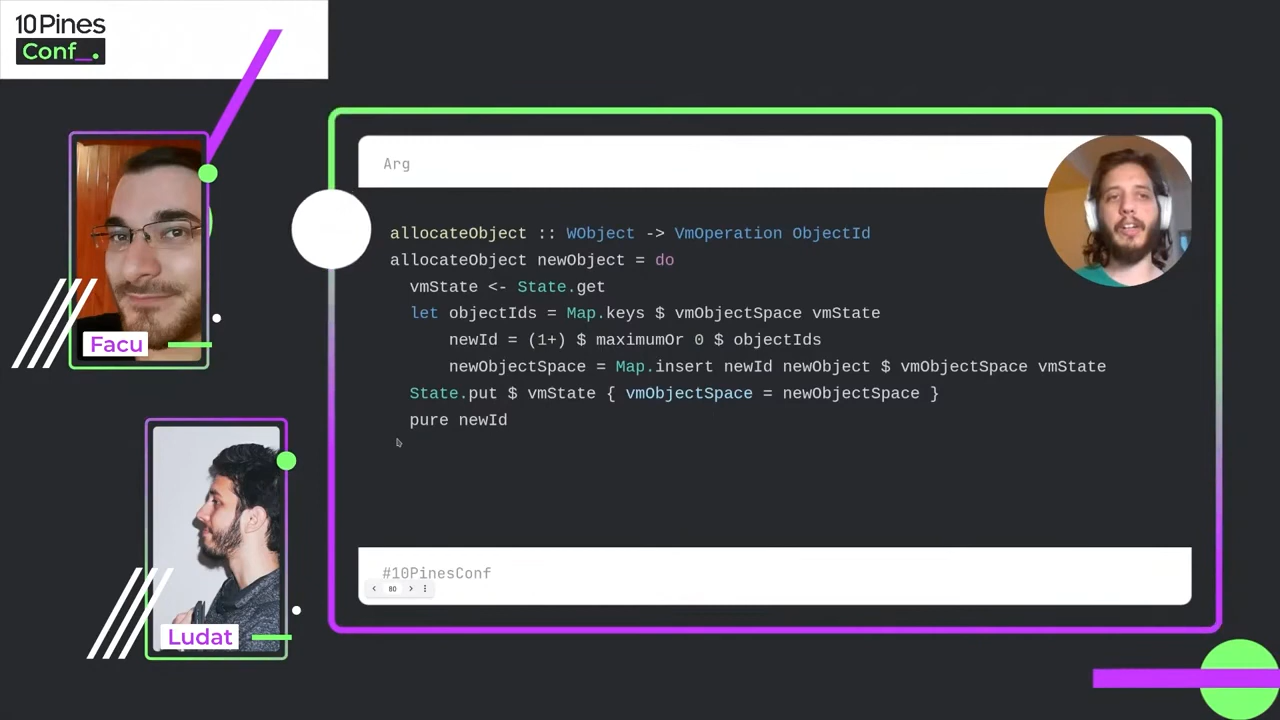 10Pines
Conf_.
Arg
allocateObject :: WObject -> VmOperation ObjectId
allocateObject newObject = do
  vmState <- State.get
  let objectIds = Map.keys $ vmObjectSpace vmState
      newId = (1+) $ maximumOr 0 $ objectIds
      newObjectSpace = Map.insert newId newObject $ vmObjectSpace vmState
  State.put $ vmState { vmObjectSpace = newObjectSpace }
  pure newId
Facu
Ludat
#10PinesConf
80